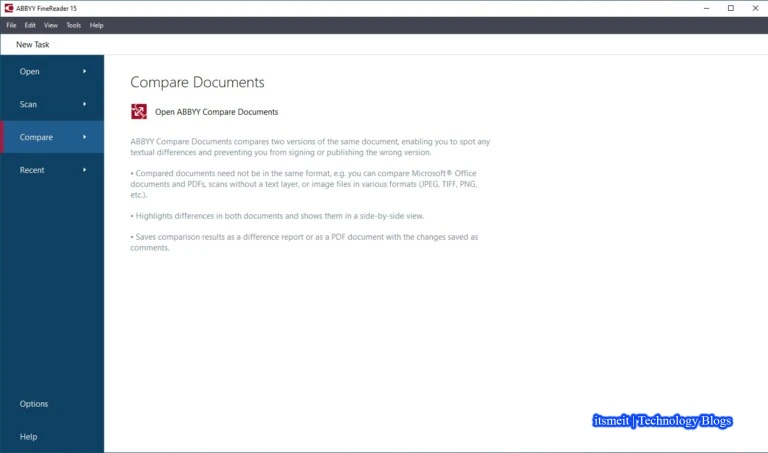 ABBYY FineReader 15
File Edit View Tools Help
New Task
Open
Scan
Compare
Recent
Options
Help
Compare Documents
Open ABBYY Compare Documents
ABBYY Compare Documents compares two versions of the same document, enabling you to spot any
textual differences and preventing you from signing or publishing the wrong version.
• Compared documents need not be in the same format, e.g. you can compare Microsoft® Office
documents and PDFs, scans without a text layer, or image files in various formats (JPEG, TIFF, PNG,
etc.).
• Highlights differences in both documents and shows them in a side-by-side view.
• Saves comparison results as a difference report or as a PDF document with the changes saved as
comments.
itsmeit | Technology Blogs